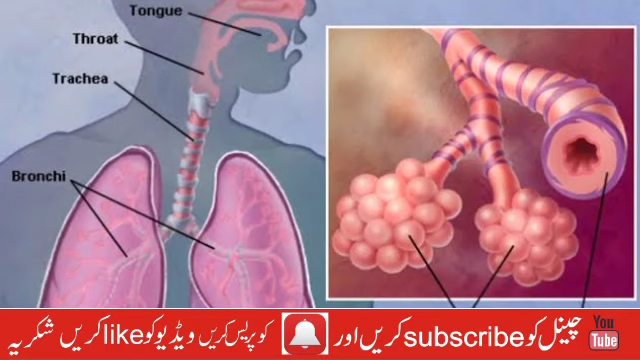 Tongue
Throat
Trachea
Bronchi
چینل کو subscribe کریں اور کو پریس کریں ویڈیو کو like کریں شکریہ
You Tube